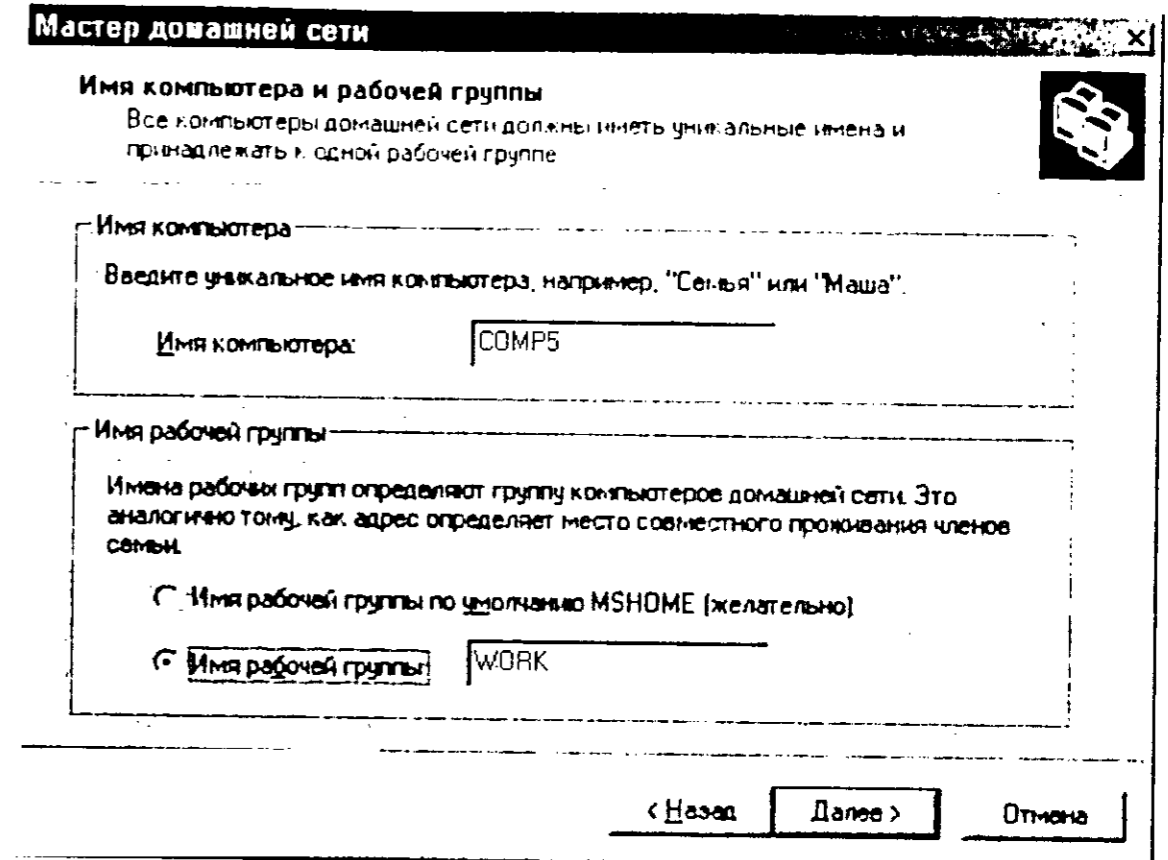 Мастер домашней сети
Имя компьютера и рабочей группы
Все компьютеры домашней сети должны иметь уникальные имена и
принадлежать к одной рабочей группе
Имя компьютера
Введите уникальное имя компьютера, например, "Семья" или "Маша".
Имя компьютера: COMP5
Имя рабочей группы
Имена рабочих групп определяют группу компьютеров домашней сети. Это
аналогично тому, как адрес определяет место совместного проживания членов
семьи.
Имя рабочей группы по умолчанию MSHOME (желательно)
Имя рабочей группы: WORK
< Назад Далее > Отмена